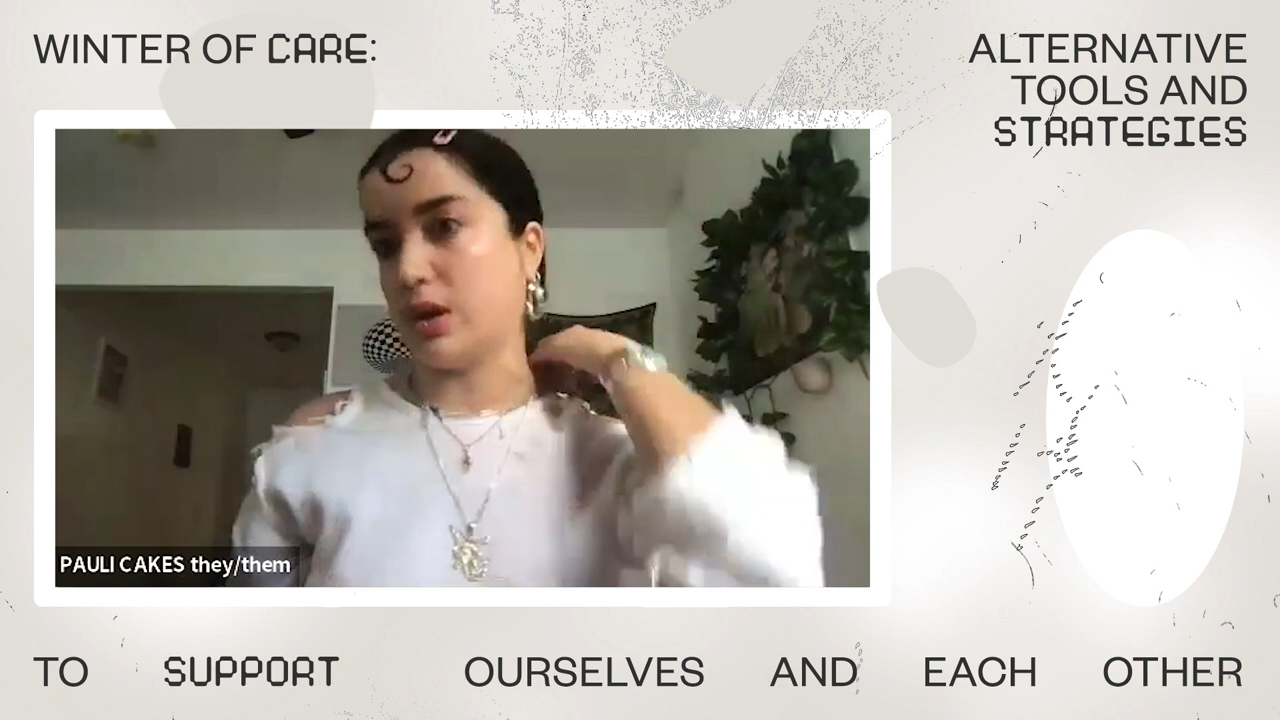 WINTER OF CARE:
ALTERNATIVE
TOOLS AND
STRATEGIES
PAULI CAKES they/them
TO SUPPORT OURSELVES AND EACH OTHER